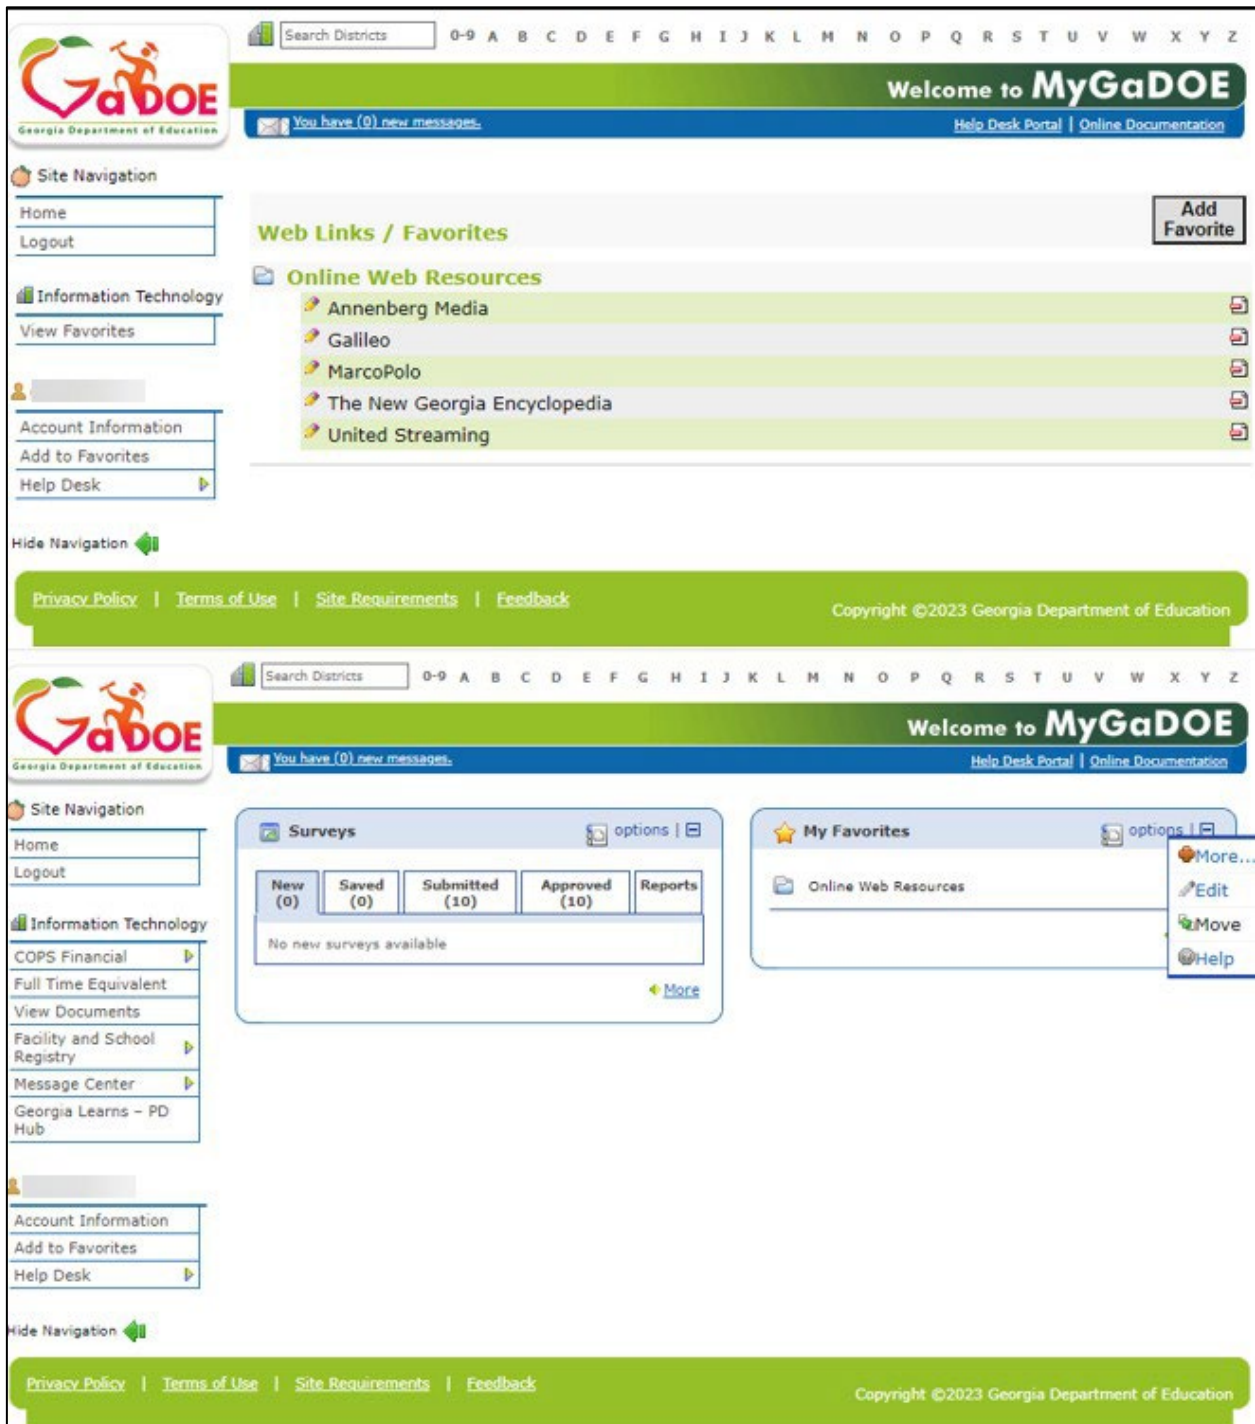 Search Districts 0-9 A B C D E F G H I J K L M N O P Q R S T U V W X Y Z
GaDOE
Georgia Department of Education
Welcome to MyGaDOE
You have (0) new messages. Help Desk Portal | Online Documentation
Site Navigation
Home
Logout
Information Technology
View Favorites
Account Information
Add to Favorites
Help Desk
Hide Navigation
Web Links / Favorites
Add
Favorite
Online Web Resources
Annenberg Media
Galileo
MarcoPolo
The New Georgia Encyclopedia
United Streaming
Privacy Policy | Terms of Use | Site Requirements | Feedback
Copyright ©2023 Georgia Department of Education
Search Districts 0-9 A B C D E F G H I J K L M N O P Q R S T U V W X Y Z
GaDOE
Georgia Department of Education
Welcome to MyGaDOE
You have (0) new messages. Help Desk Portal | Online Documentation
Site Navigation
Home
Logout
Information Technology
COPS Financial
Full Time Equivalent
View Documents
Facility and School
Registry
Message Center
Georgia Learns – PD
Hub
Account Information
Add to Favorites
Help Desk
Hide Navigation
Surveys options |
New Saved Submitted Approved Reports
(0) (0) (10) (10)
No new surveys available
More
My Favorites options |
Online Web Resources
More...
Edit
Move
Help
Privacy Policy | Terms of Use | Site Requirements | Feedback
Copyright ©2023 Georgia Department of Education